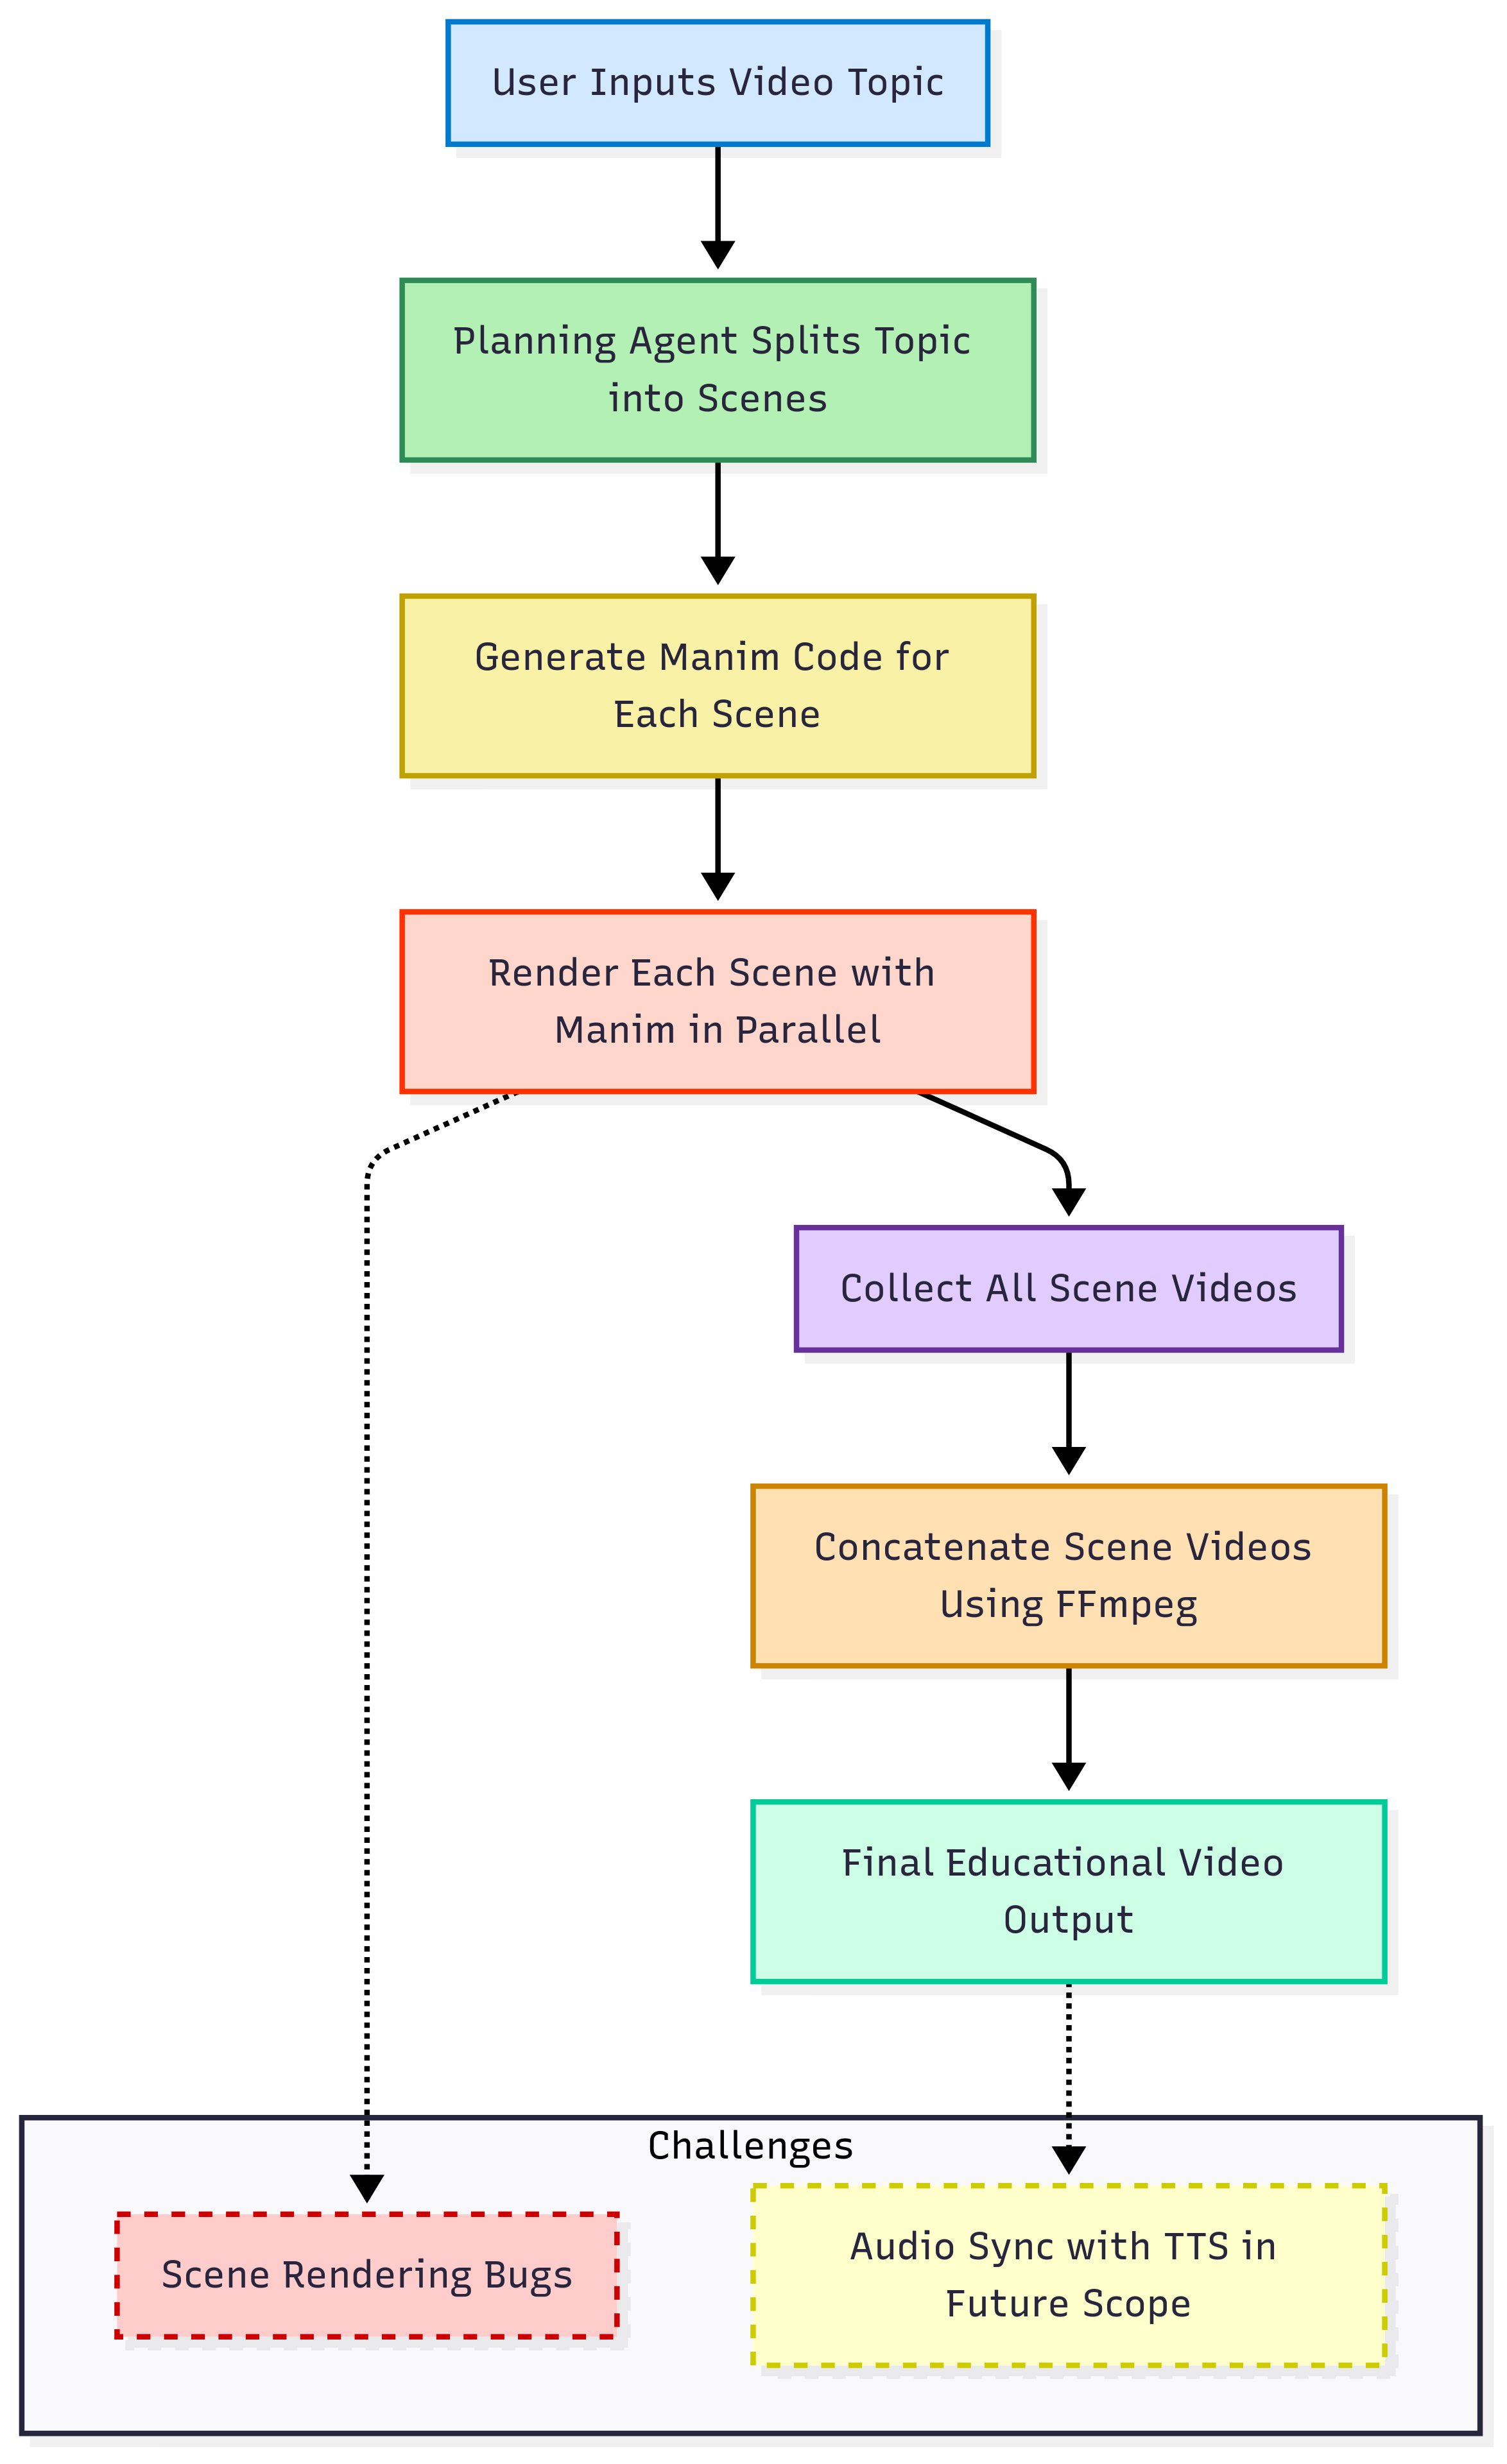 User Inputs Video Topic
Planning Agent Splits Topic
into Scenes
Generate Manim Code for
Each Scene
Render Each Scene with
Manim in Parallel
Collect All Scene Videos
Concatenate Scene Videos
Using FFmpeg
Final Educational Video
Output
Challenges
Scene Rendering Bugs
Audio Sync with TTS in
Future Scope